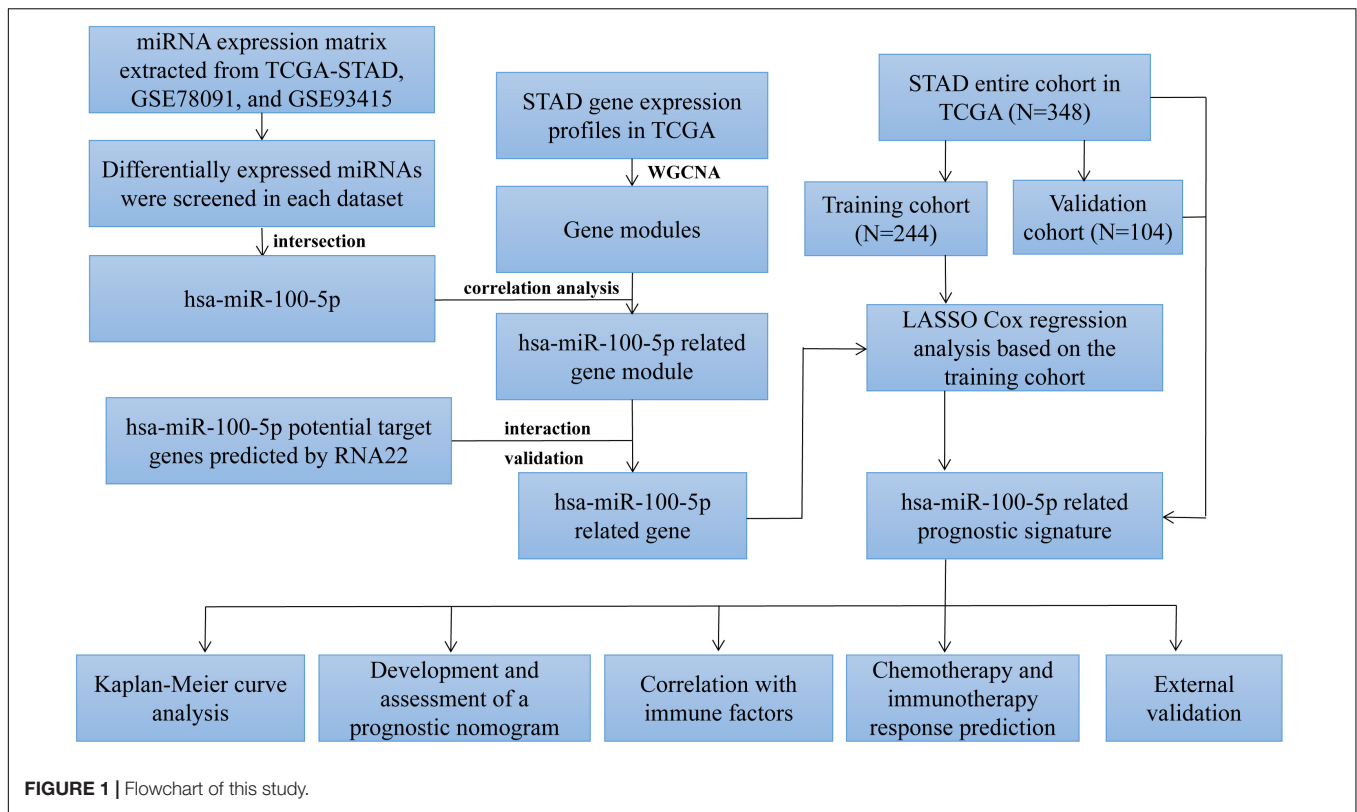 miRNA expression matrix
extracted from TCGA-STAD,
GSE78091, and GSE93415
Differentially expressed miRNAs
were screened in each dataset
intersection
hsa-miR-100-5p
STAD gene expression
profiles in TCGA
WGCNA
Gene modules
correlation analysis
hsa-miR-100-5p related
gene module
hsa-miR-100-5p potential target
genes predicted by RNA22
interaction
validation
hsa-miR-100-5p
related gene
STAD entire cohort in
TCGA (N=348)
Training cohort
(N=244)
Validation
cohort (N=104)
LASSO Cox regression
analysis based on the
training cohort
hsa-miR-100-5p related
prognostic signature
Kaplan-Meier curve
analysis
Development and
assessment of a
prognostic nomogram
Correlation with
immune factors
Chemotherapy and
immunotherapy
response prediction
External
validation
FIGURE 1 | Flowchart of this study.